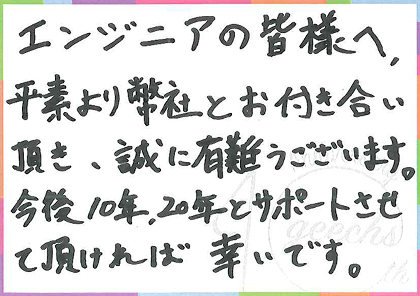 エンジニアの皆様へ,
平素より弊社とお付き合い
頂き、誠に有難うございます。
今後10年,20年とサポートさせ
て頂ければ幸いです。
geechs
th